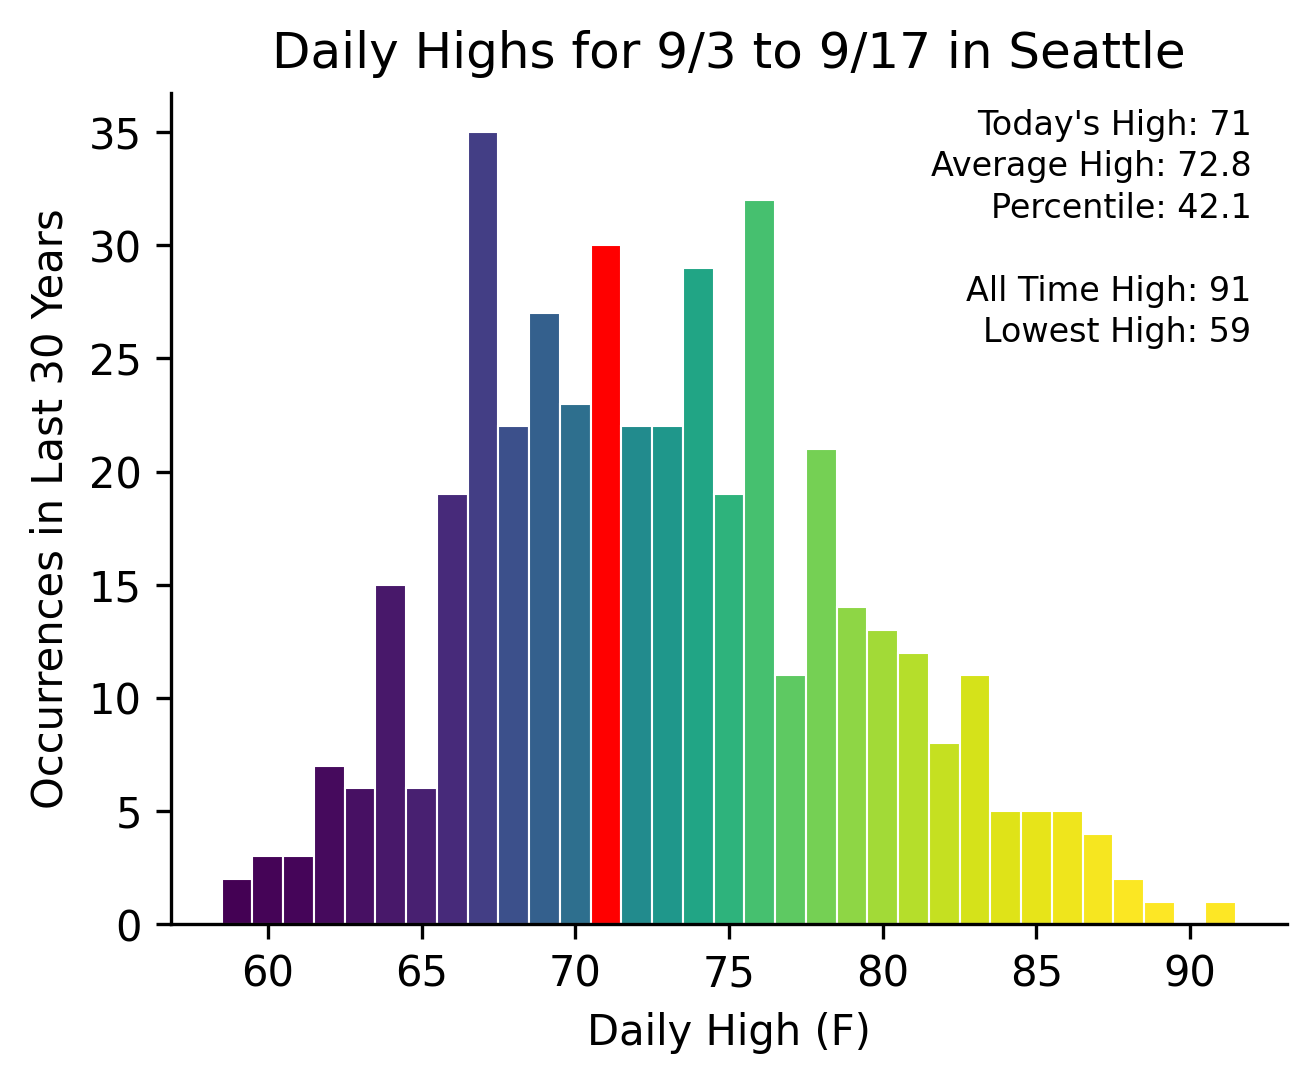 Daily Highs for 9/3 to 9/17 in Seattle
Today's High: 71
Average High: 72.8
Percentile: 42.1
All Time High: 91
Lowest High: 59
Occurrences in Last 30 Years
35
30
25
20
15
10
5
0
60 65 70 75 80 85 90
Daily High (F)